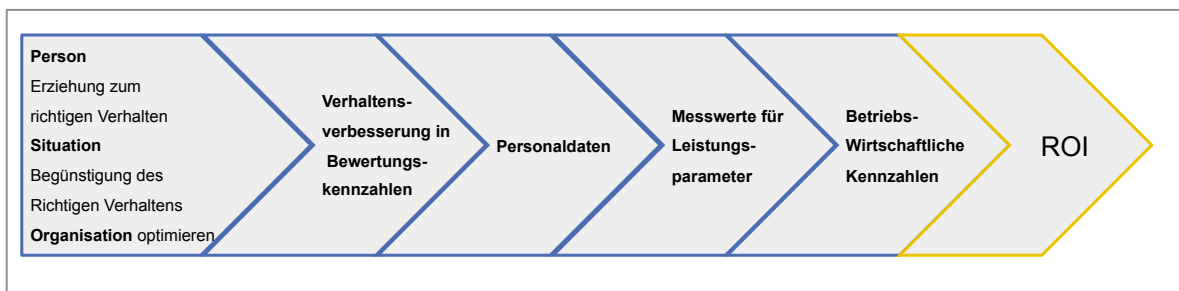 Person
Erziehung zum
richtigen Verhalten
Situation
Begünstigung des
Richtigen Verhaltens
Organisation optimieren
Verhaltens-
verbesserung in
Bewertungs-
kennzahlen
Personaldaten
Messwerte für
Leistungs-
parameter
Betriebs-
Wirtschaftliche
Kennzahlen
ROI